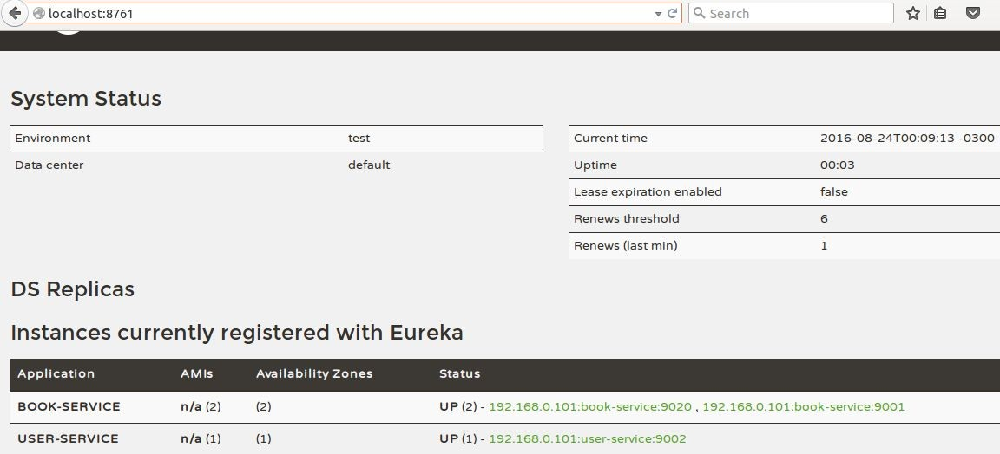 localhost:8761
Search
System Status
Environment test
Data center default
Current time 2016-08-24T00:09:13 -0300
Uptime 00:03
Lease expiration enabled false
Renews threshold 6
Renews (last min) 1
DS Replicas
Instances currently registered with Eureka
Application AMIs Availability Zones Status
BOOK-SERVICE n/a (2) (2) UP (2) - 192.168.0.101:book-service:9020 , 192.168.0.101:book-service:9001
USER-SERVICE n/a (1) (1) UP (1) - 192.168.0.101:user-service:9002